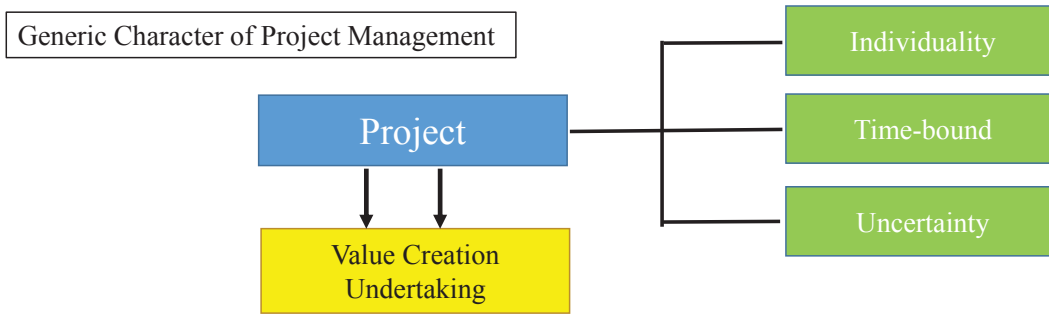 Generic Character of Project Management
Individuality
Project
Time-bound
Uncertainty
Value Creation
Undertaking